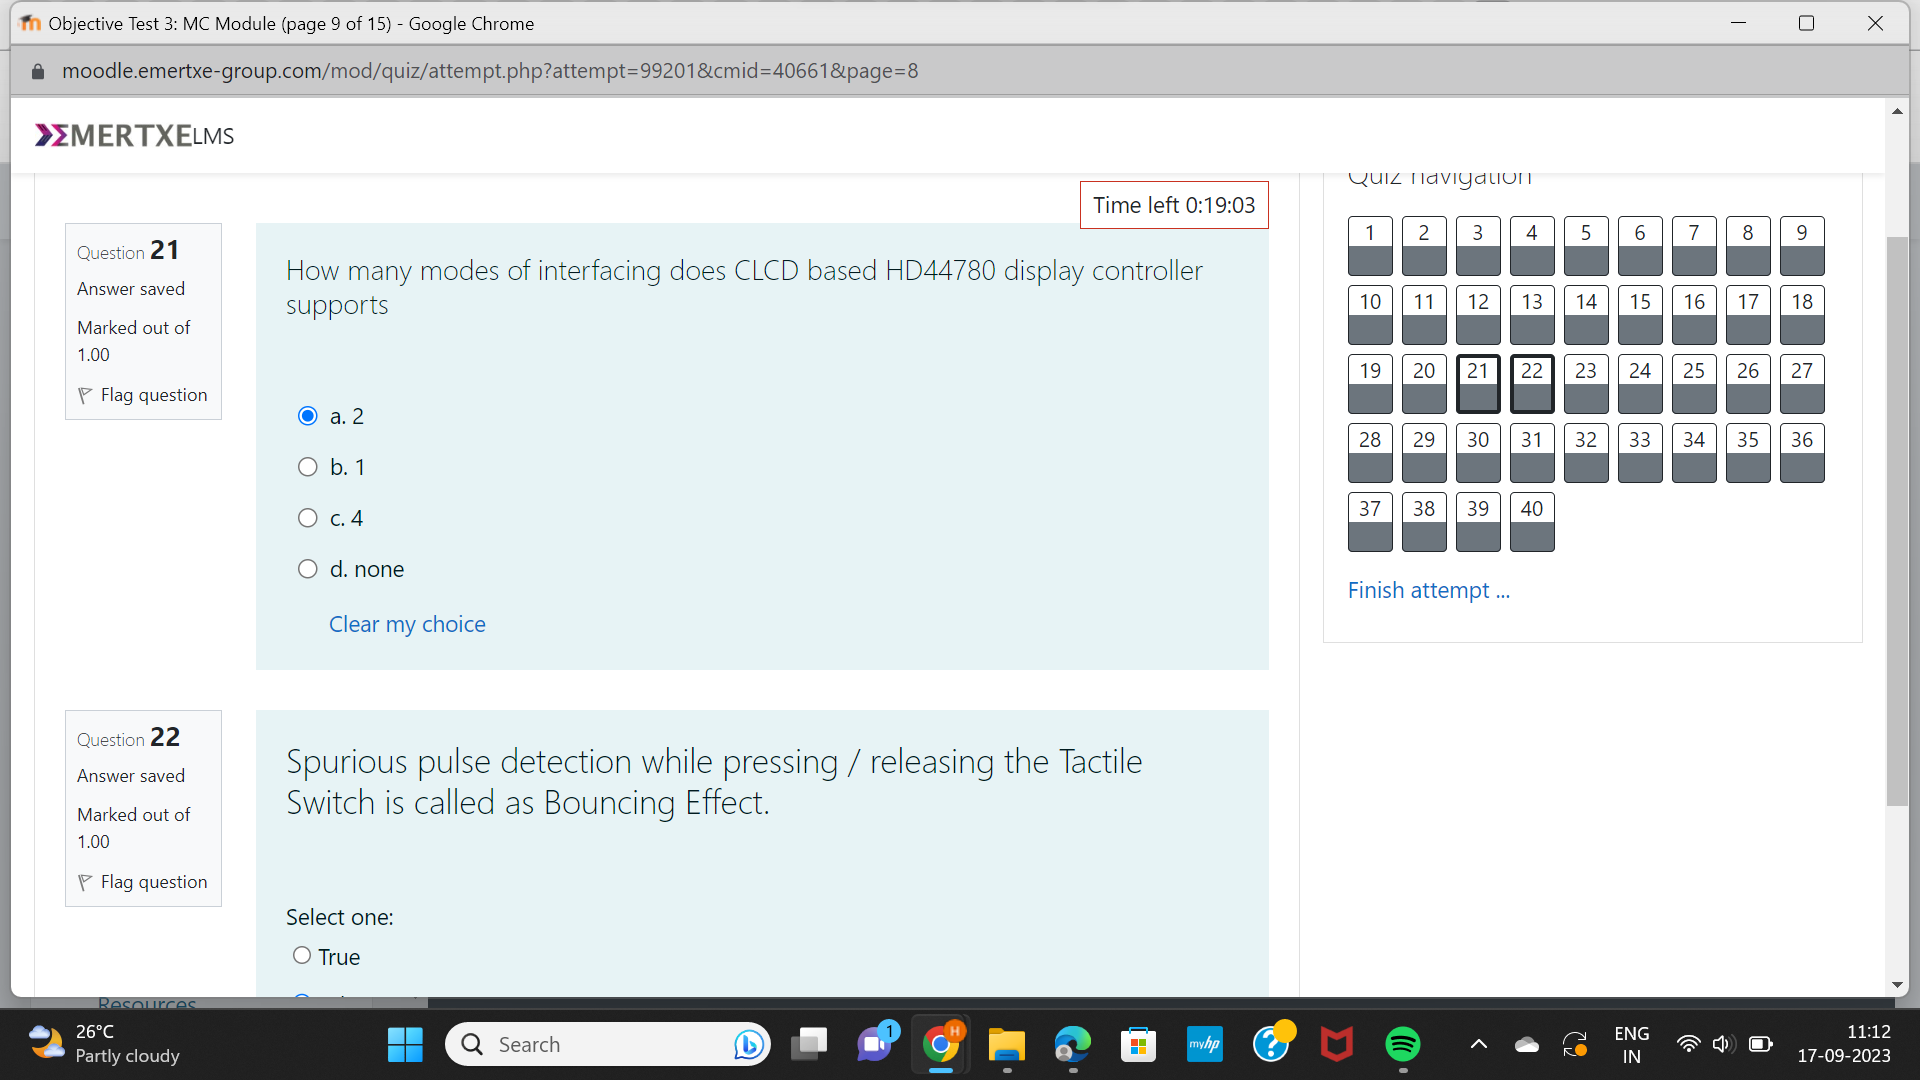 Objective Test 3: MC Module (page 9 of 15) - Google Chrome
moodle.emertxe-group.com/mod/quiz/attempt.php?attempt=99201&cmid=40661&page=8
EMERTXE LMS
Quiz navigation
Time left 0:19:03
Question 21
Answer saved
Marked out of
1.00
Flag question
How many modes of interfacing does CLCD based HD44780 display controller
supports
a. 2
b. 1
c. 4
d. none
Clear my choice
1 2 3 4 5 6 7 8 9
10 11 12 13 14 15 16 17 18
19 20 21 22 23 24 25 26 27
28 29 30 31 32 33 34 35 36
37 38 39 40
Finish attempt ...
Question 22
Answer saved
Marked out of
1.00
Flag question
Spurious pulse detection while pressing / releasing the Tactile
Switch is called as Bouncing Effect.
Select one:
True
Resources
26°C
Partly cloudy
Search
1
H
myhp
ENG
IN
11:12
17-09-2023